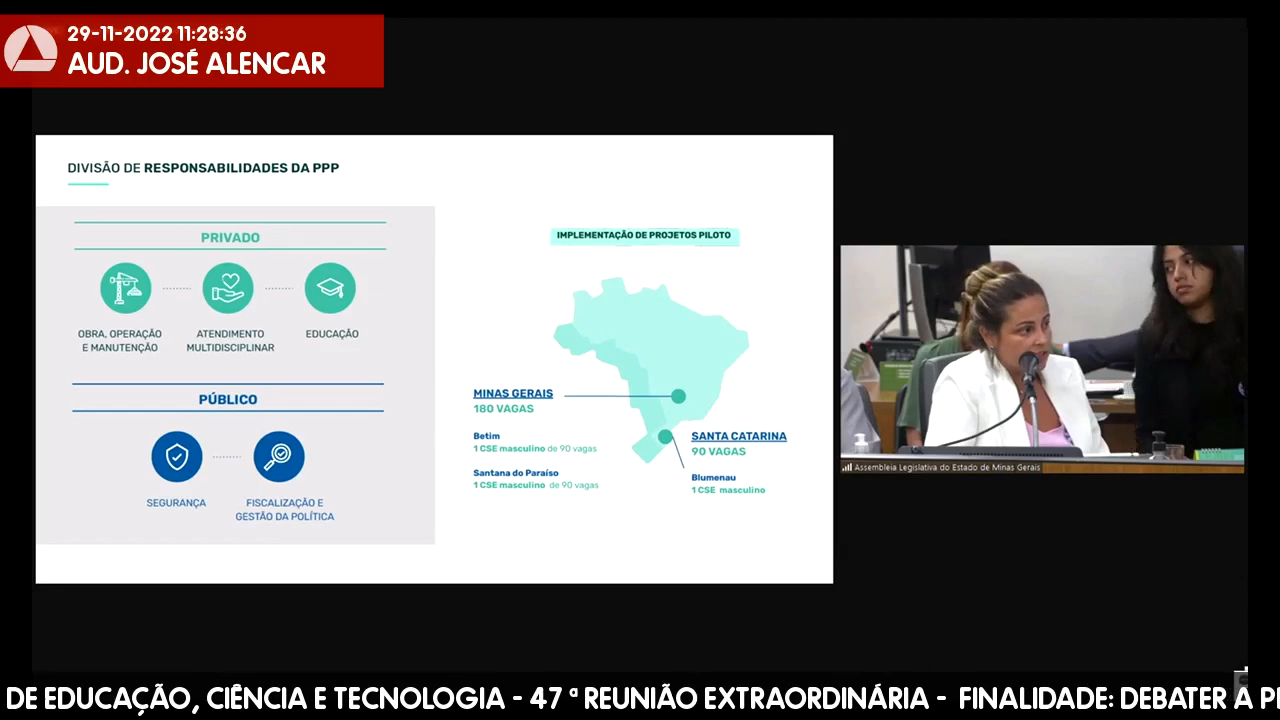 29-11-2022 11:28:36
AUD. JOSÉ ALENCAR
DIVISÃO DE RESPONSABILIDADES DA PPP
PRIVADO
OBRA, OPERAÇÃO
E MANUTENÇÃO
ATENDIMENTO
MULTIDISCIPLINAR
EDUCAÇÃO
PÚBLICO
SEGURANÇA
FISCALIZAÇÃO E
GESTÃO DA POLÍTICA
IMPLEMENTAÇÃO DE PROJETOS PILOTO
MINAS GERAIS
180 VAGAS
Betim
1 CSE masculino de 90 vagas
Santana do Paraíso
1 CSE masculino de 90 vagas
SANTA CATARINA
90 VAGAS
Blumenau
1 CSE masculino
Assembleia Legislativa do Estado de Minas Gerais
DE EDUCAÇÃO, CIÊNCIA E TECNOLOGIA - 47 ª REUNIÃO EXTRAORDINÁRIA - FINALIDADE: DEBATER A